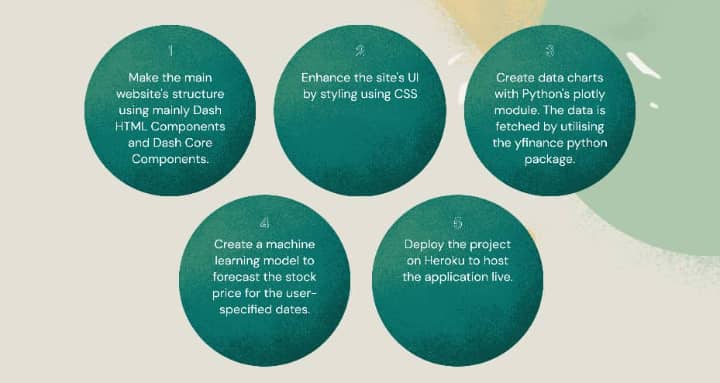 1
Make the main
website's structure
using mainly Dash
HTML Components
and Dash Core
Components.
2
Enhance the site's UI
by styling using CSS
3
Create data charts
with Python's plotly
module. The data is
fetched by utilising
the yfinance python
package.
4
Create a machine
learning model to
forecast the stock
price for the user-
specified dates.
5
Deploy the project
on Heroku to host
the application live.